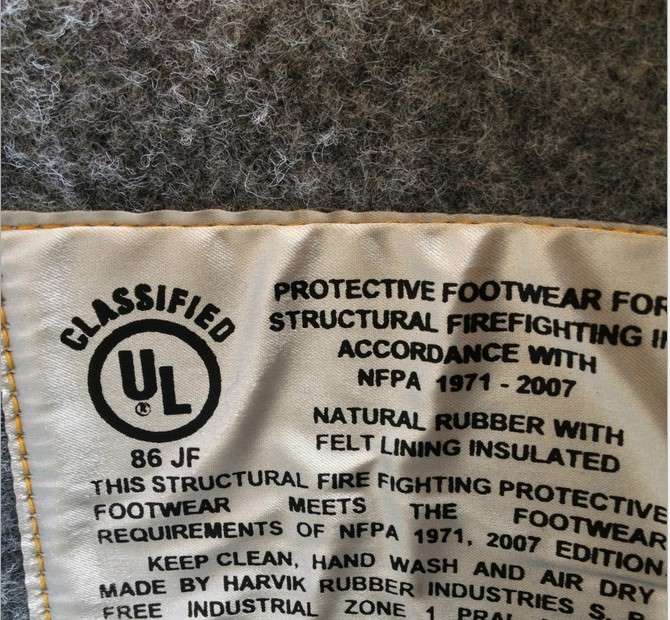 CLASSIFIED
UL
®
86 JF
PROTECTIVE FOOTWEAR FOR
STRUCTURAL FIREFIGHTING I
ACCORDANCE WITH
NFPA 1971 - 2007
NATURAL RUBBER WITH
FELT LINING INSULATED
THIS STRUCTURAL FIRE FIGHTING PROTECTIVE
FOOTWEAR MEETS THE FOOTWEAR
REQUIREMENTS OF NFPA 1971, 2007 EDITION
KEEP CLEAN, HAND WASH AND AIR DRY
MADE BY HARVIK RUBBER INDUSTRIES S.
FREE INDUSTRIAL ZONE 1